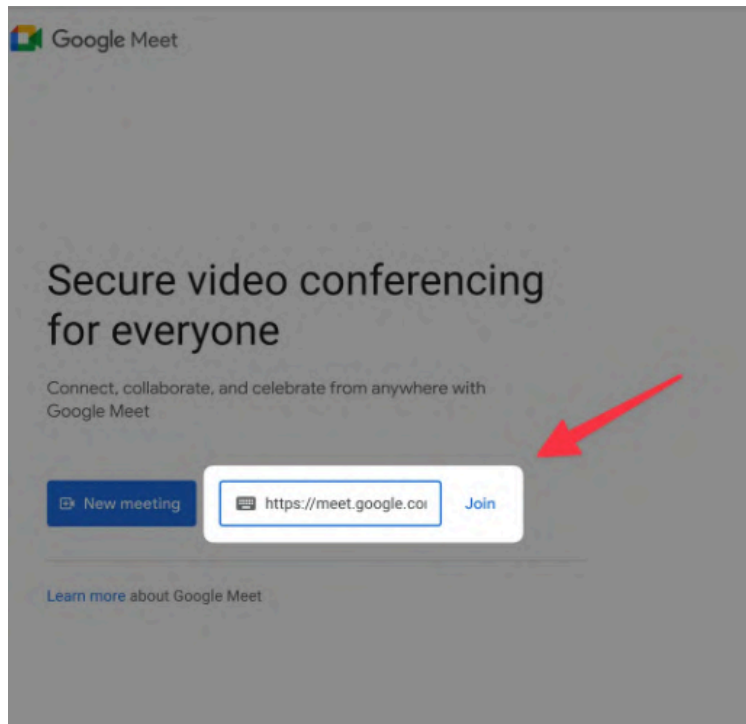 Google Meet
Secure video conferencing
for everyone
Connect, collaborate, and celebrate from anywhere with
Google Meet
New meeting
https://meet.google.co
Join
Learn more about Google Meet